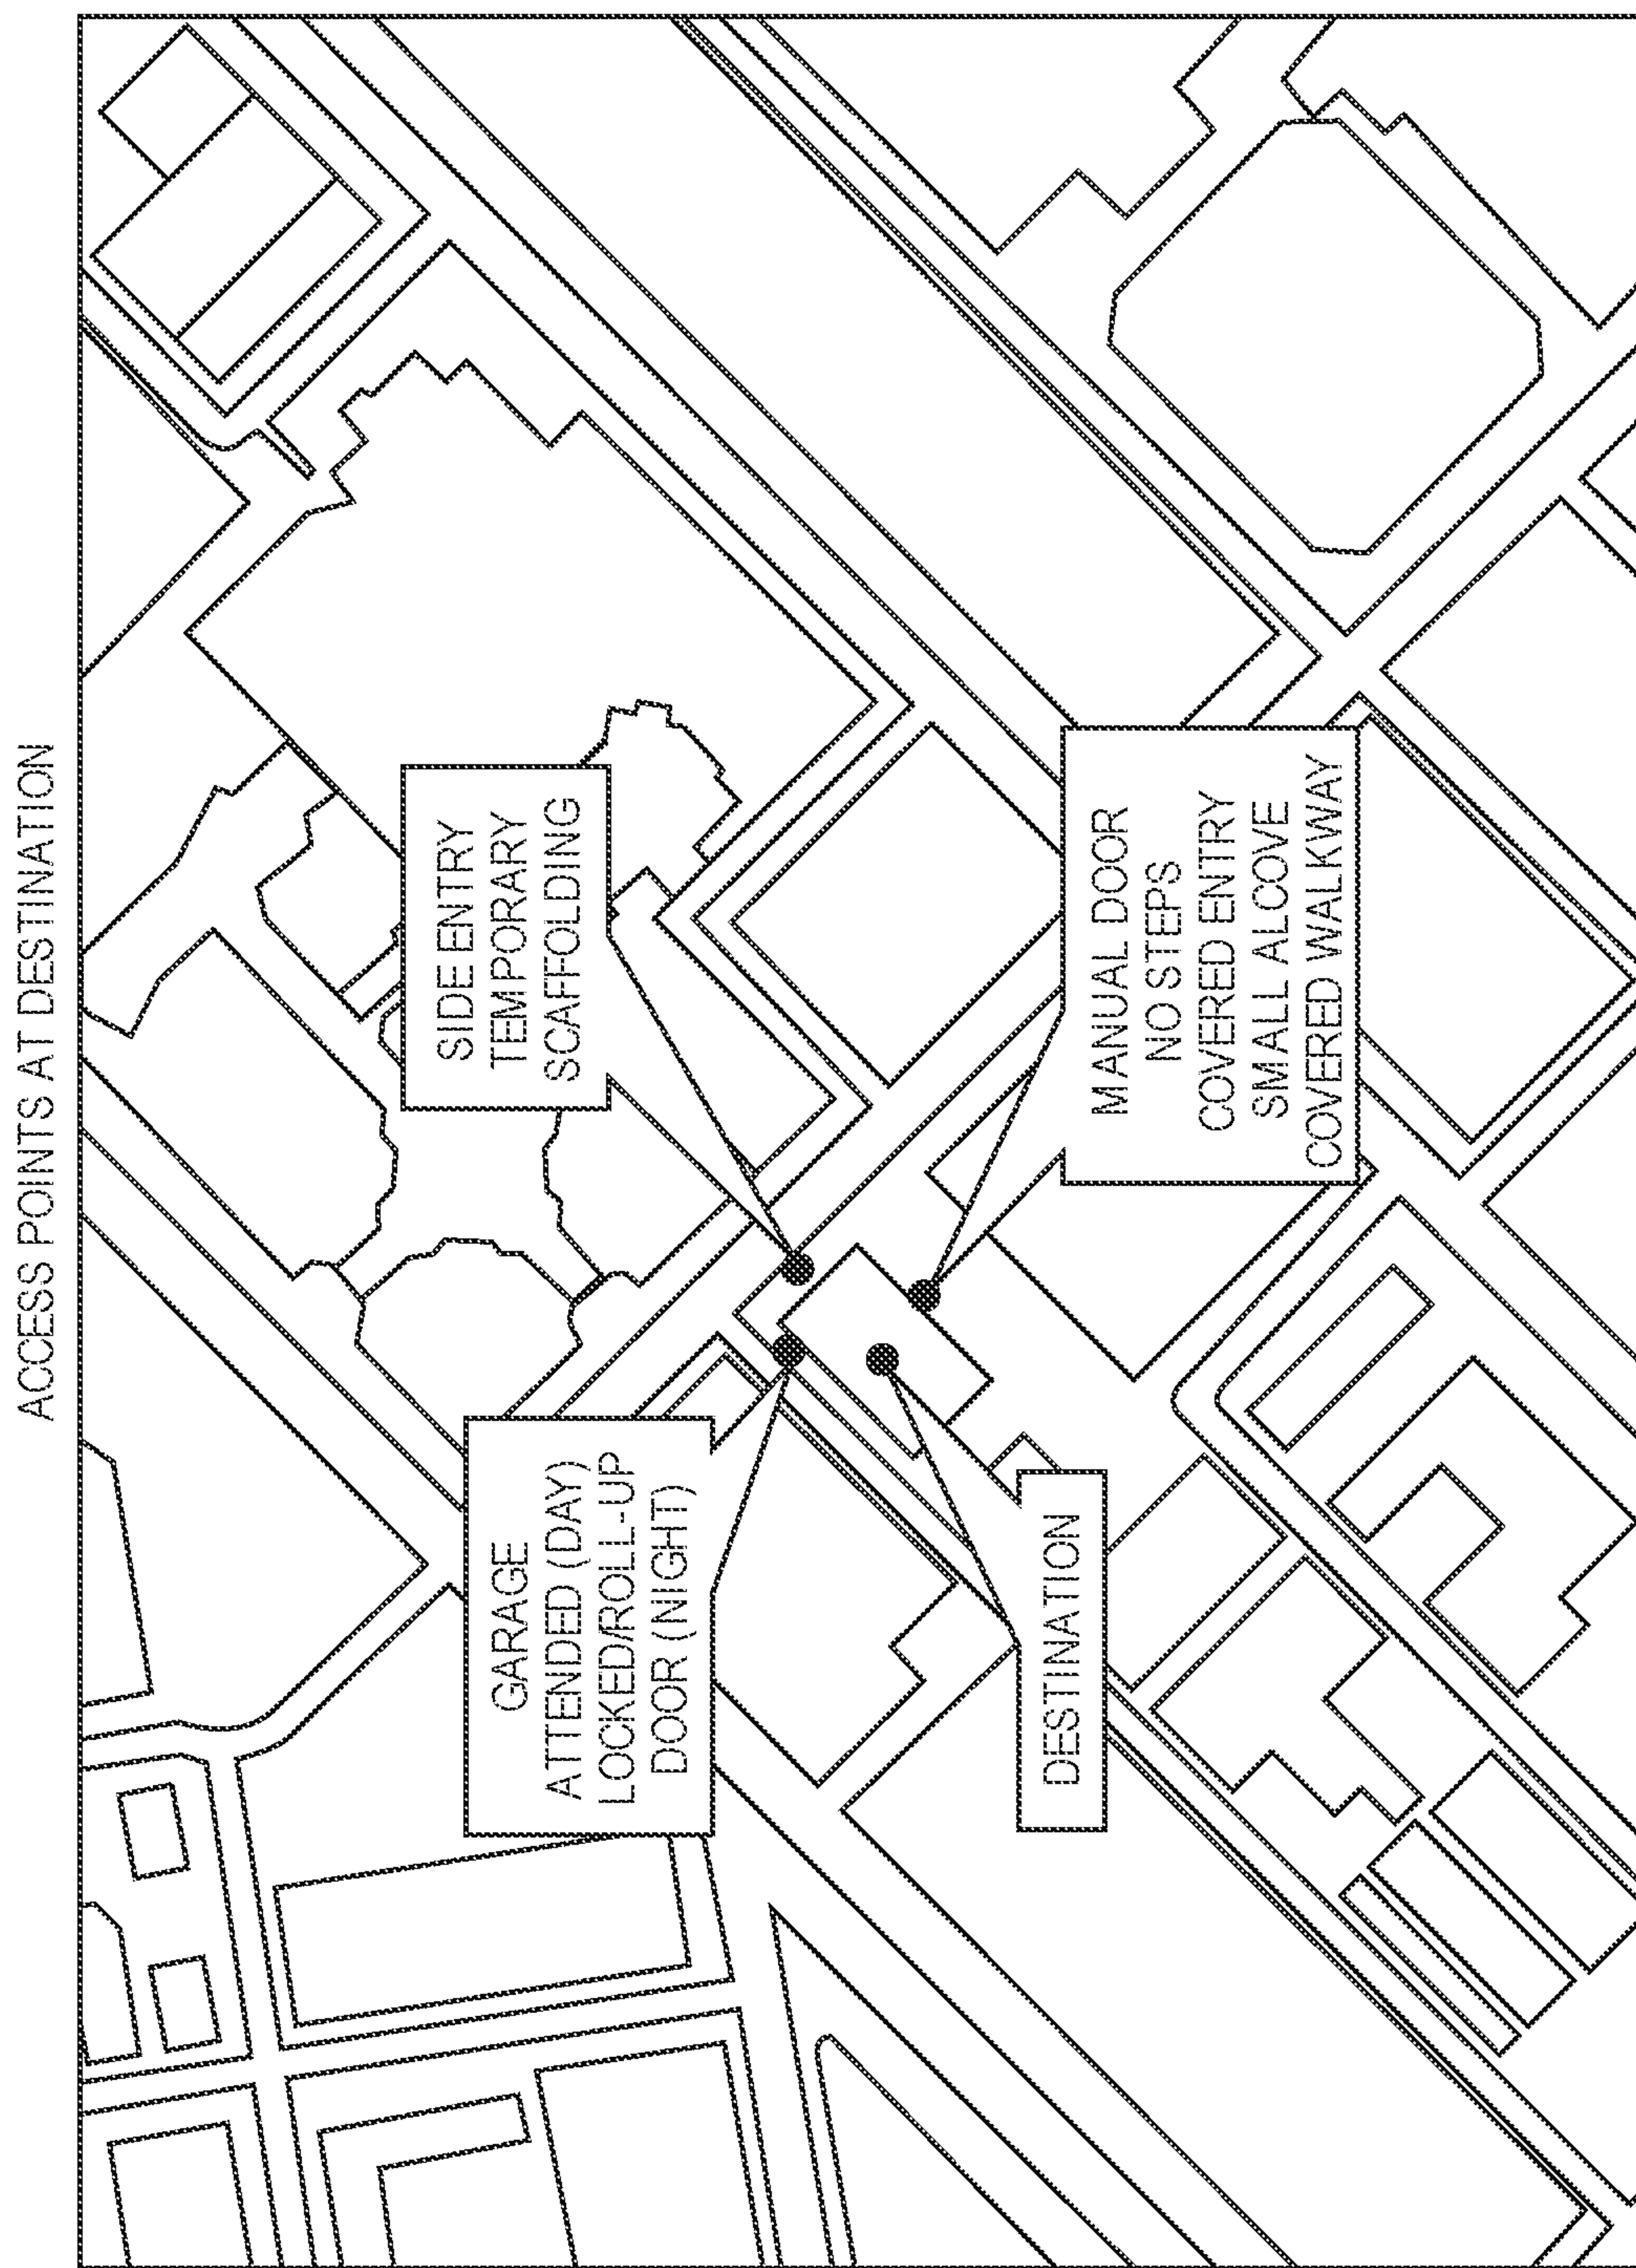 ACCESS POINTS AT DESTINATION
GARAGE
ATTENDED (DAY)
LOCKED/ROLL-UP
DOOR (NIGHT)
SIDE ENTRY
TEMPORARY
SCAFFOLDING
DESTINATION
MANUAL DOOR
NO STEPS
COVERED ENTRY
SMALL ALCOVE
COVERED WALKWAY